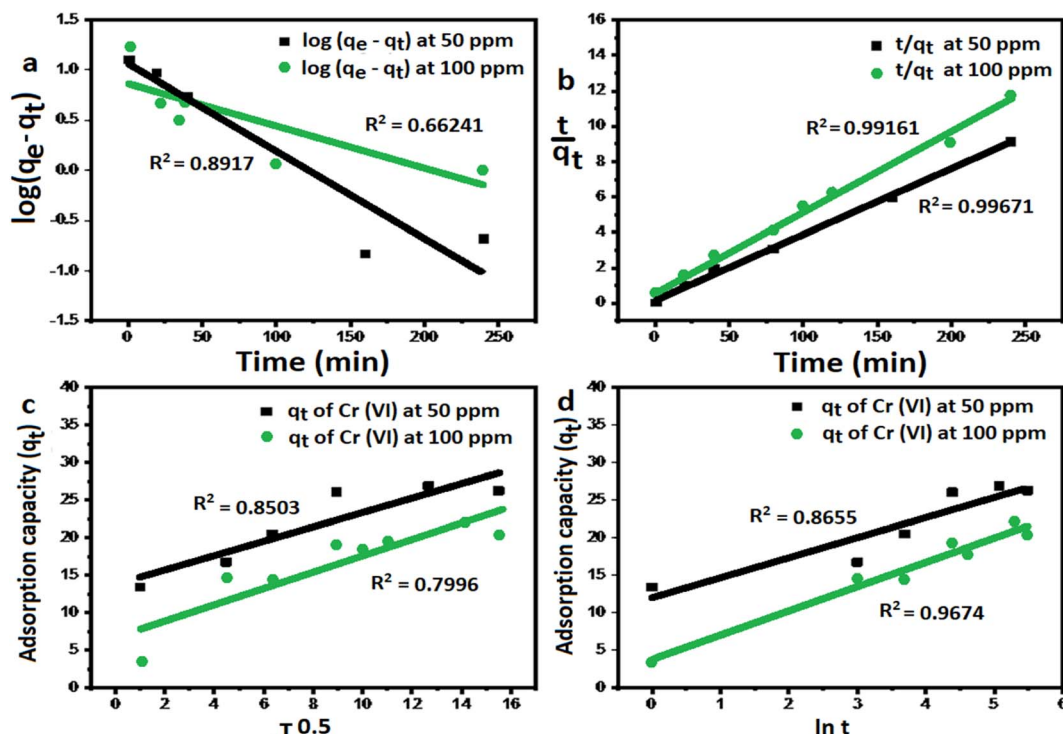 a
log (qe - qt) at 50 ppm
log (qe - qt) at 100 ppm
R2 = 0.66241
R2 = 0.8917
log(qe - qt)
1.5
1.0
0.5
0.0
-0.5
-1.0
-1.5
0 50 100 150 200 250
Time (min)
b
t/qt at 50 ppm
t/qt at 100 ppm
R2 = 0.99161
R2 = 0.99671
t
qt
16
14
12
10
8
6
4
2
0
0 50 100 150 200 250
Time (min)
c
qt of Cr (VI) at 50 ppm
qt of Cr (VI) at 100 ppm
R2 = 0.8503
R2 = 0.7996
Adsorption capacity (qt)
40
35
30
25
20
15
10
5
0
0 2 4 6 8 10 12 14 16
T 0.5
d
qt of Cr (VI) at 50 ppm
qt of Cr (VI) at 100 ppm
R2 = 0.8655
R2 = 0.9674
Adsorption capacity (qt)
40
35
30
25
20
15
10
5
0
0 1 2 3 4 5 6
ln t